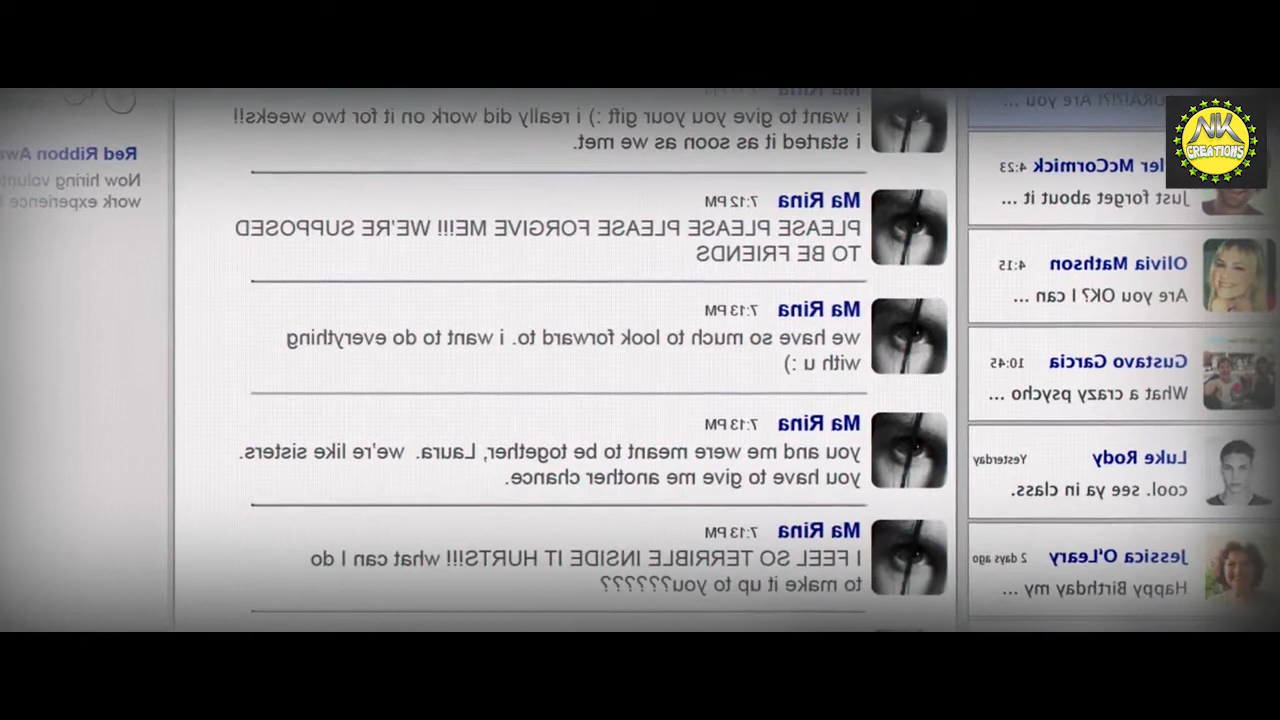 Ma Rina
i want to give you your gift :) i really did work on it for two weeks!!
i started it as soon as we met.
Ma Rina 7:12 PM
PLEASE PLEASE PLEASE FORGIVE ME!!! WE'RE SUPPOSED
TO BE FRIENDS
Ma Rina 7:13 PM
we have so much to look forward to. i want to do everything
with u :)
Ma Rina 7:13 PM
you and me were meant to be together, Laura. we're like sisters.
you have to give me another chance.
Ma Rina 7:13 PM
I FEEL SO TERRIBLE INSIDE IT HURTS!!! what can I do
to make it up to you??????
Are you ...
McCormick 4:23
Just forget about it ...
Olivia Mathson 4:15
Are you OK? I can ...
Gustavo Garcia 10:45
What a crazy psycho ...
Luke Rody Yesterday
cool. see ya in class.
Jessica O'Leary 2 days ago
Happy Birthday my ...
Red Ribbon
Now hiring
work experience
NK
CREATIONS